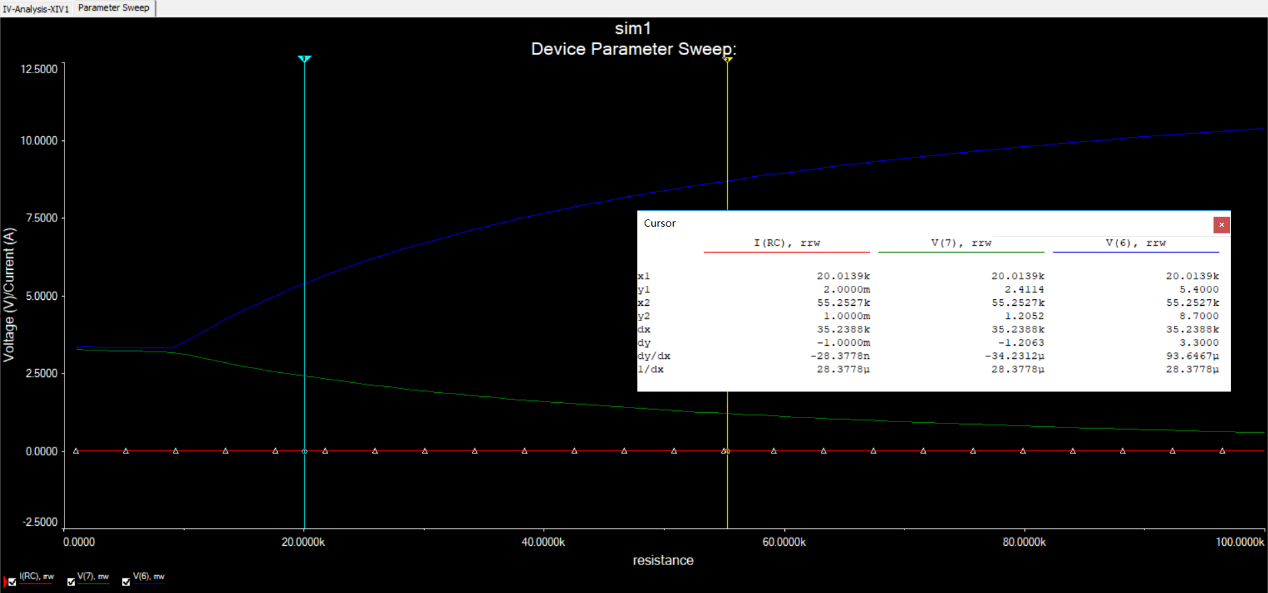 IV-Analysis-XIV1 Parameter Sweep
sim1
Device Parameter Sweep:
12.5000
10.0000
7.5000
5.0000
2.5000
0.0000
-2.5000
Voltage (V)/Current (A)
Cursor
I(RC), rrw V(7), rrw V(6), rrw
x1 20.0139k 20.0139k 20.0139k
y1 2.0000m 2.4114 5.4000
x2 55.2527k 55.2527k 55.2527k
y2 1.0000m 1.2052 8.7000
dx 35.2388k 35.2388k 35.2388k
dy -1.0000m -1.2063 3.3000
dy/dx -28.3778n -34.2312µ 93.6467µ
1/dx 28.3778µ 28.3778µ 28.3778µ
0.0000 20.0000k 40.0000k 60.0000k 80.0000k 100.0000k
resistance
I(RC), rrw V(7), rrw V(6), rrw